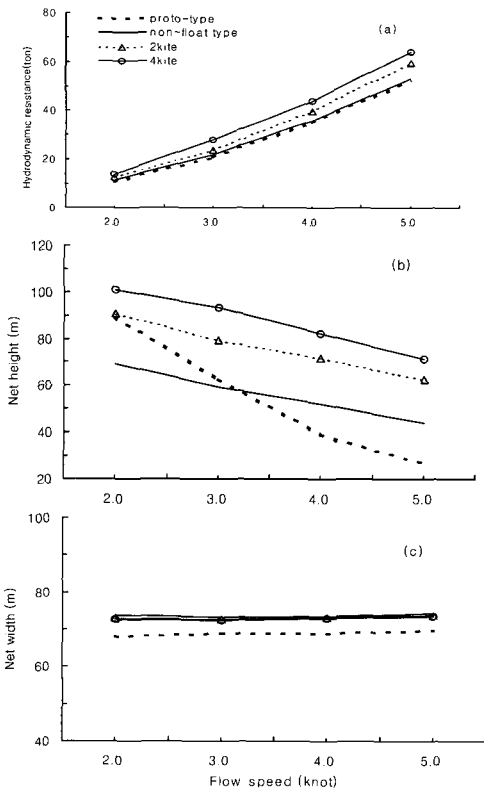 80
proto-type
non-float type
2kite
4kite
(a)
60
40
20
0
Hydrodynamic resistance(ton)
2.0 3.0 4.0 5.0
120
(b)
100
80
60
40
20
Net height (m)
2.0 3.0 4.0 5.0
100
(c)
80
60
40
Net width (m)
2.0 3.0 4.0 5.0
Flow speed (knot)